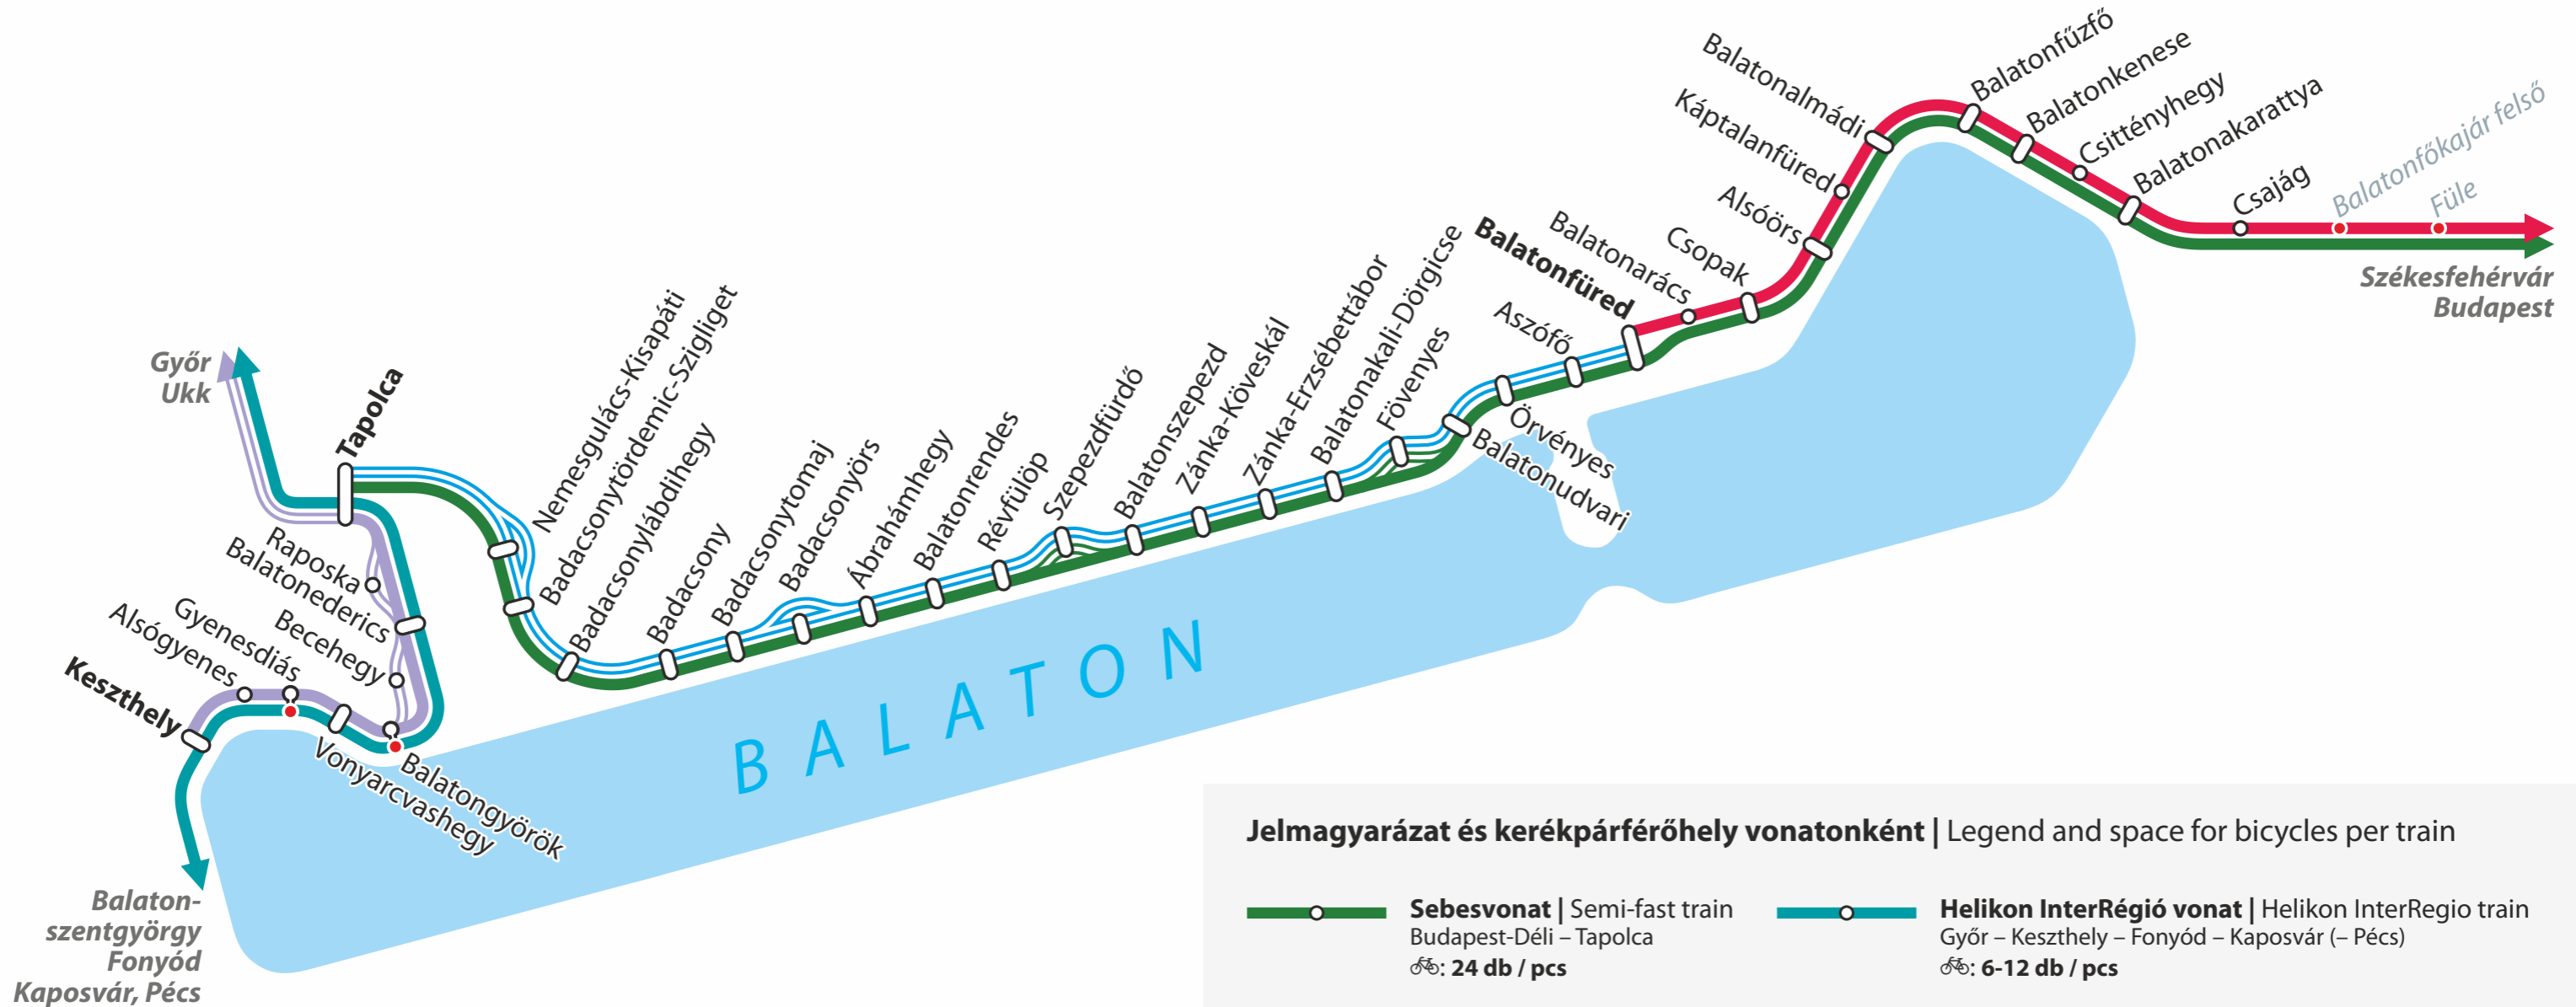 Győr
Ukk
Tapolca
Raposka
Balatonederics
Becehegy
Gyenesdiás
Alsógyenes
Keszthely
Vonyarcvashegy
Balatongyörök
Balaton-
szentgyörgy
Fonyód
Kaposvár, Pécs
Nemesgulács-Kisapáti
Badacsonytördemic-Szigliget
Badacsonylábdihegy
Badacsony
Badacsonytomaj
Badacsonyörs
Ábrahámhegy
Balatonrendes
Révfülöp
Szepezdfürdő
Balatonszepezd
Zánka-Köveskál
Zánka-Erzsébettábor
Balatonakali-Dörgicse
Fövenyes
Balatonudvari
Örvényes
Aszófő
Balatonfüred
Balatonarács
Csopak
Alsóörs
Káptalanfüred
Balatonalmádi
Balatonfűzfő
Balatonkenese
Csittényhegy
Balatonakarattya
Csajág
Balatonfőkajár felső
Füle
Székesfehérvár
Budapest
BALATON
Jelmagyarázat és kerékpárférőhely vonatonként | Legend and space for bicycles per train
Sebesvonat | Semi-fast train
Budapest-Déli – Tapolca
: 24 db / pcs
Helikon InterRégió vonat | Helikon InterRegio train
Győr – Keszthely – Fonyód – Kaposvár (– Pécs)
: 6-12 db / pcs